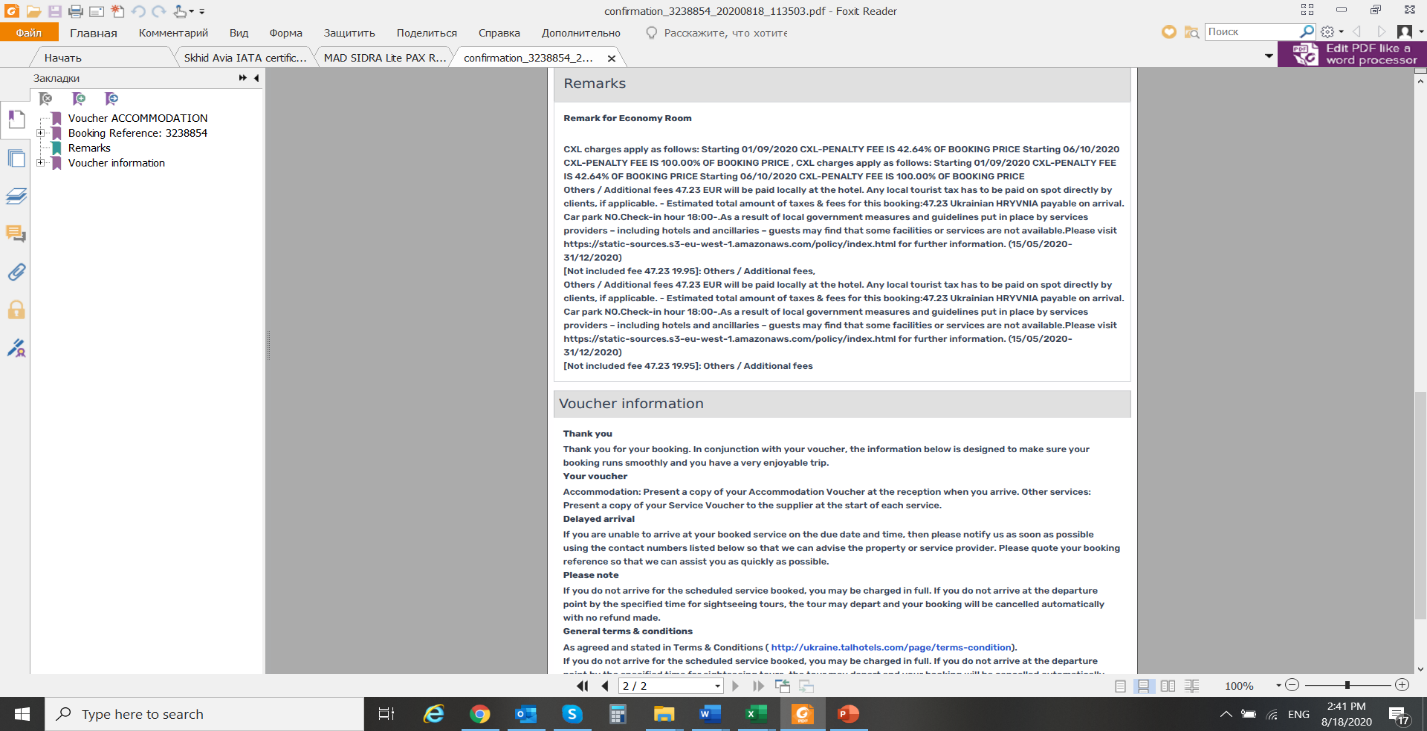 confirmation_3238854_20200818_113503.pdf - Foxit Reader
Файл Главная Комментарий Вид Форма Защитить Поделиться Справка Дополнительно Расскажите, что хотите Поиск
Начать Skhid Avia IATA certific... MAD SIDRA Lite PAX R... confirmation_3238854_2...
Edit PDF like a
word processor
Закладки
Voucher ACCOMMODATION
Booking Reference: 3238854
Remarks
Voucher information
Remarks
Remark for Economy Room
CXL charges apply as follows: Starting 01/09/2020 CXL-PENALTY FEE IS 42.64% OF BOOKING PRICE Starting 06/10/2020
CXL-PENALTY FEE IS 100.00% OF BOOKING PRICE , CXL charges apply as follows: Starting 01/09/2020 CXL-PENALTY FEE
IS 42.64% OF BOOKING PRICE Starting 06/10/2020 CXL-PENALTY FEE IS 100.00% OF BOOKING PRICE
Others / Additional fees 47.23 EUR will be paid locally at the hotel. Any local tourist tax has to be paid on spot directly by
clients, if applicable. - Estimated total amount of taxes & fees for this booking:47.23 Ukrainian HRYVNIA payable on arrival.
Car park NO.Check-in hour 18:00-.As a result of local government measures and guidelines put in place by services
providers – including hotels and ancillaries – guests may find that some facilities or services are not available.Please visit
https://static-sources.s3-eu-west-1.amazonaws.com/policy/index.html for further information. (15/05/2020-
31/12/2020)
[Not included fee 47.23 19.95]: Others / Additional fees,
Others / Additional fees 47.23 EUR will be paid locally at the hotel. Any local tourist tax has to be paid on spot directly by
clients, if applicable. - Estimated total amount of taxes & fees for this booking:47.23 Ukrainian HRYVNIA payable on arrival.
Car park NO.Check-in hour 18:00-.As a result of local government measures and guidelines put in place by services
providers – including hotels and ancillaries – guests may find that some facilities or services are not available.Please visit
https://static-sources.s3-eu-west-1.amazonaws.com/policy/index.html for further information. (15/05/2020-
31/12/2020)
[Not included fee 47.23 19.95]: Others / Additional fees
Voucher information
Thank you
Thank you for your booking. In conjunction with your voucher, the information below is designed to make sure your
booking runs smoothly and you have a very enjoyable trip.
Your voucher
Accommodation: Present a copy of your Accommodation Voucher at the reception when you arrive. Other services:
Present a copy of your Service Voucher to the supplier at the start of each service.
Delayed arrival
If you are unable to arrive at your booked service on the due date and time, then please notify us as soon as possible
using the contact numbers listed below so that we can advise the property or service provider. Please quote your booking
reference so that we can assist you as quickly as possible.
Please note
If you do not arrive for the scheduled service booked, you may be charged in full. If you do not arrive at the departure
point by the specified time for sightseeing tours, the tour may depart and your booking will be cancelled automatically
with no refund made.
General terms & conditions
As agreed and stated in Terms & Conditions ( http://ukraine.talhotels.com/page/terms-condition).
If you do not arrive for the scheduled service booked, you may be charged in full. If you do not arrive at the departure
point by the specified time for sightseeing tours, the tour may depart and your booking will be cancelled automatically
2 / 2
100%
Type here to search
ENG
2:41 PM
8/18/2020
17